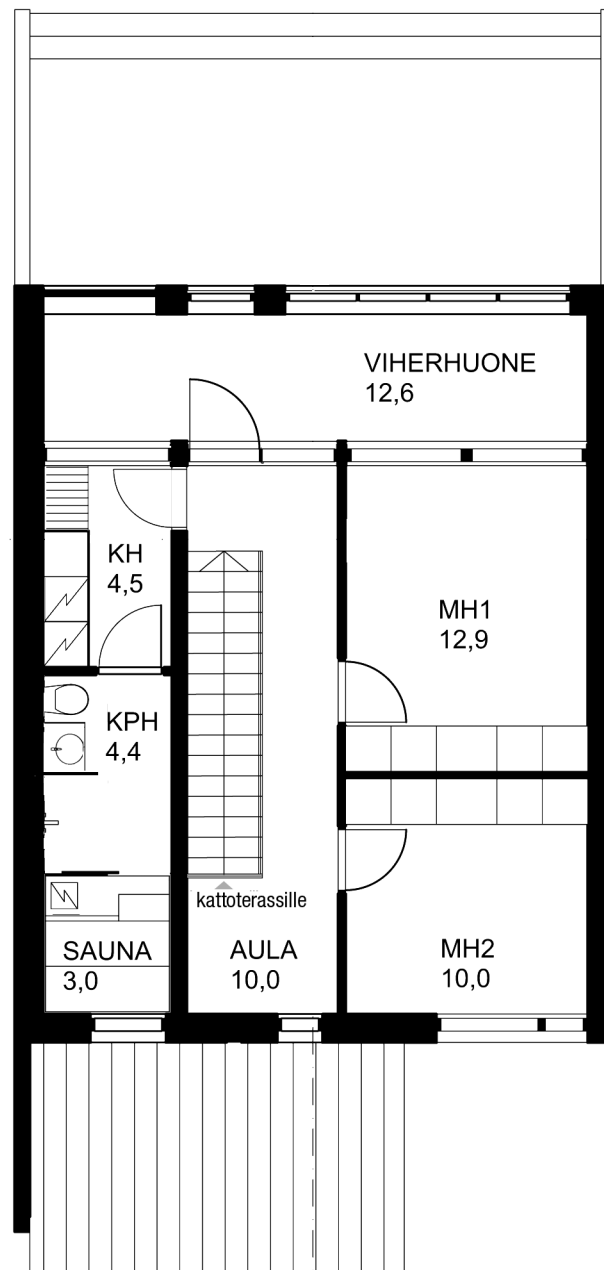 VIHERHUONE
12,6
KH
4,5
MH1
12,9
KPH
4,4
kattoterassille
SAUNA
3,0
AULA
10,0
MH2
10,0